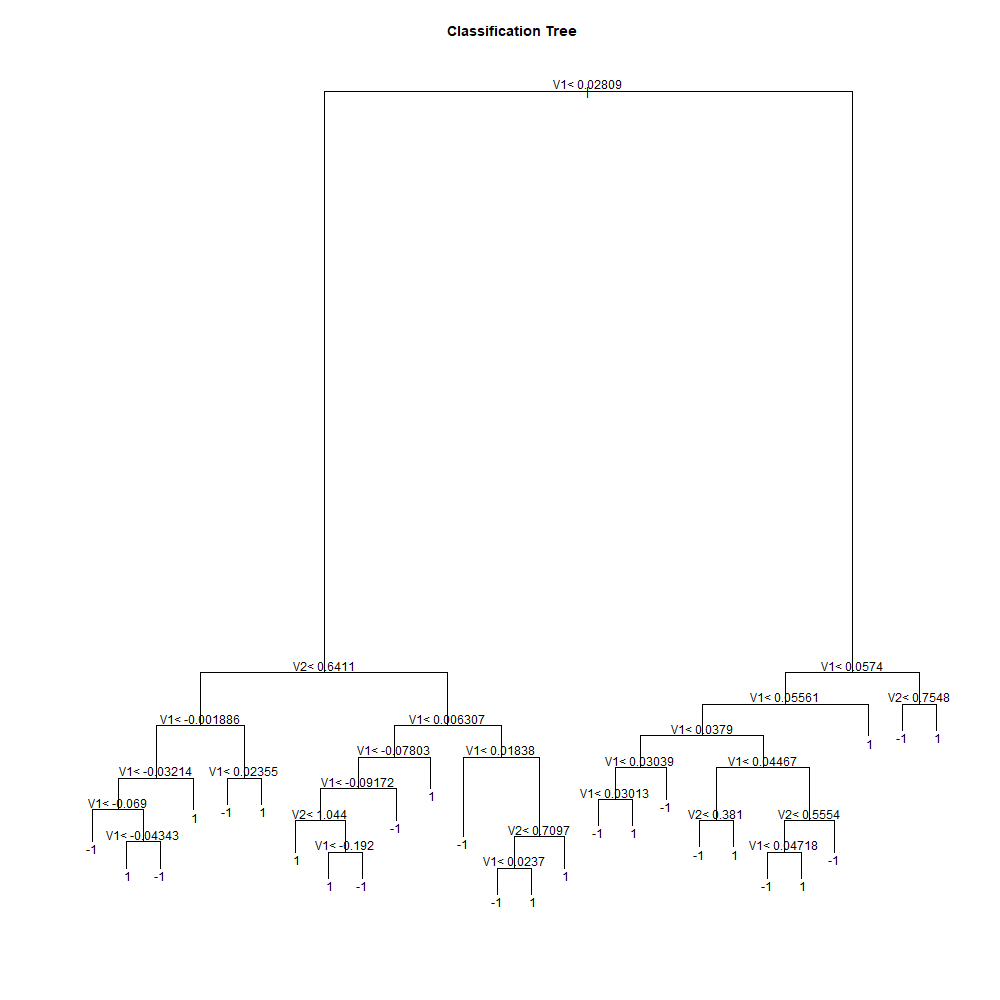 Classification Tree
V1< 0.02809
V2< 0.6411
V1< 0.0574
V1< -0.001886
V1< 0.006307
V1< 0.05561
V2< 0.7548
V1< -0.03214
V1< 0.02355
V1< -0.07803
V1< 0.01838
V1< 0.0379
-1
1
1
V1< -0.069
1
-1
1
V1< -0.09172
1
V1< 0.03039
V1< 0.04467
-1
V1< -0.04343
V2< 1.044
-1
-1
V2< 0.7097
V1< 0.03013
-1
V2< 0.381
V2< 0.5554
1
-1
1
V1< -0.192
V1< 0.0237
1
-1
1
-1
1
V1< 0.04718
-1
1
-1
-1
1
-1
1